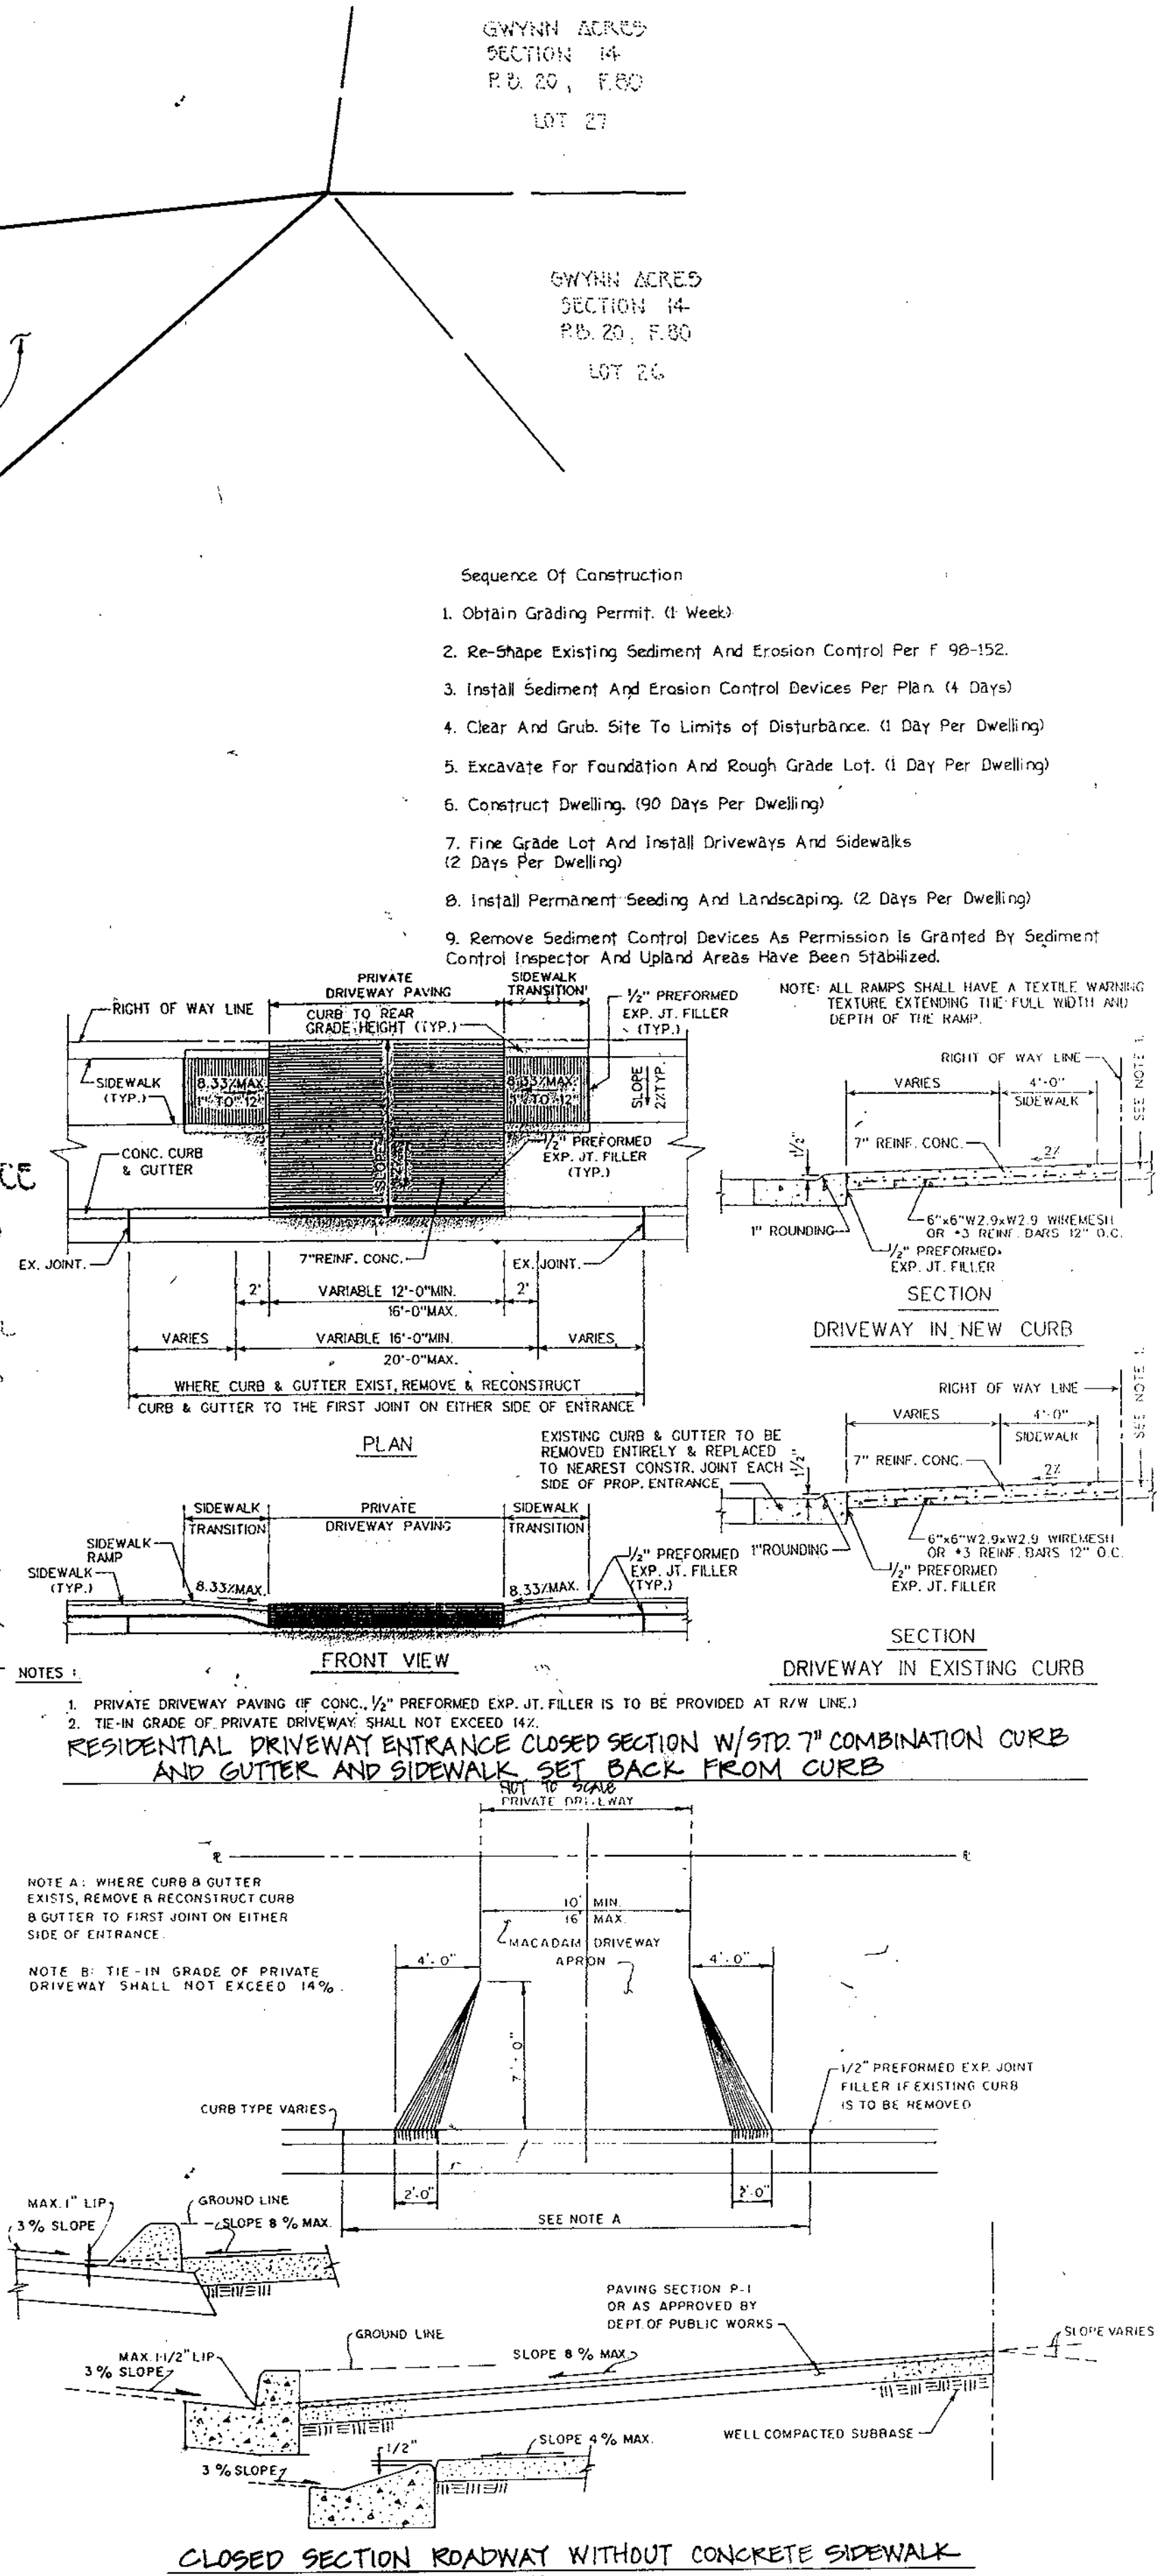 GWYNN ACRES
SECTION 14
P.B. 20, F.80
LOT 27
GWYNN ACRES
SECTION 14
P.B. 20, F.80
LOT 26
Sequence Of Construction
1. Obtain Grading Permit. (1 Week)
2. Re-Shape Existing Sediment And Erosion Control Per F 98-152.
3. Install Sediment And Erosion Control Devices Per Plan. (4 Days)
4. Clear And Grub. Site To Limits of Disturbance. (1 Day Per Dwelling)
5. Excavate For Foundation And Rough Grade Lot. (1 Day Per Dwelling)
6. Construct Dwelling. (90 Days Per Dwelling)
7. Fine Grade Lot And Install Driveways And Sidewalks
(2 Days Per Dwelling)
8. Install Permanent Seeding And Landscaping. (2 Days Per Dwelling)
9. Remove Sediment Control Devices As Permission Is Granted By Sediment
Control Inspector And Upland Areas Have Been Stabilized.
PRIVATE
DRIVEWAY PAVING
SIDEWALK
TRANSITION
RIGHT OF WAY LINE
CURB TO REAR
GRADE HEIGHT (TYP.)
1/2" PREFORMED
EXP. JT. FILLER
(TYP.)
SIDEWALK
(TYP.)
8.33%MAX.
1" TO 12"
8.33%MAX.
1" TO 12"
SLOPE
2%TYP.
CONC. CURB
& GUTTER
1/2" PREFORMED
EXP. JT. FILLER
(TYP.)
EX. JOINT.
7"REINF. CONC.
EX. JOINT.
2'
VARIABLE 12'-0"MIN.
16'-0"MAX.
2'
VARIES
VARIABLE 16'-0"MIN.
20'-0"MAX.
VARIES
WHERE CURB & GUTTER EXIST, REMOVE & RECONSTRUCT
CURB & GUTTER TO THE FIRST JOINT ON EITHER SIDE OF ENTRANCE
PLAN
NOTE: ALL RAMPS SHALL HAVE A TEXTILE WARNING
TEXTURE EXTENDING THE FULL WIDTH AND
DEPTH OF THE RAMP.
RIGHT OF WAY LINE
SEE NOTE 1.
VARIES
4'-0"
SIDEWALK
1/2"
7" REINF. CONC.
2%
1" ROUNDING
6"x6"W2.9xW2.9 WIREMESH
OR #3 REINF. BARS 12" O.C.
1/2" PREFORMED
EXP. JT. FILLER
SECTION
DRIVEWAY IN NEW CURB
RIGHT OF WAY LINE
SEE NOTE 1.
VARIES
4'-0"
SIDEWALK
EXISTING CURB & GUTTER TO BE
REMOVED ENTIRELY & REPLACED
TO NEAREST CONSTR. JOINT EACH
SIDE OF PROP. ENTRANCE
1/2"
7" REINF. CONC.
2%
1"ROUNDING
6"x6"W2.9xW2.9 WIREMESH
OR #3 REINF. BARS 12" O.C.
1/2" PREFORMED
EXP. JT. FILLER
SECTION
DRIVEWAY IN EXISTING CURB
SIDEWALK
TRANSITION
PRIVATE
DRIVEWAY PAVING
SIDEWALK
TRANSITION
SIDEWALK
RAMP
SIDEWALK
(TYP.)
8.33%MAX.
8.33%MAX.
1/2" PREFORMED
EXP. JT. FILLER
(TYP.)
FRONT VIEW
NOTES :
1. PRIVATE DRIVEWAY PAVING (IF CONC., 1/2" PREFORMED EXP. JT. FILLER IS TO BE PROVIDED AT R/W LINE.)
2. TIE-IN GRADE OF PRIVATE DRIVEWAY SHALL NOT EXCEED 14%.
RESIDENTIAL DRIVEWAY ENTRANCE CLOSED SECTION W/STD. 7" COMBINATION CURB
AND GUTTER AND SIDEWALK SET BACK FROM CURB
NOT TO SCALE
PRIVATE DRIVEWAY
NOTE A: WHERE CURB & GUTTER
EXISTS, REMOVE & RECONSTRUCT CURB
& GUTTER TO FIRST JOINT ON EITHER
SIDE OF ENTRANCE.
NOTE B: TIE-IN GRADE OF PRIVATE
DRIVEWAY SHALL NOT EXCEED 14%.
10' MIN.
16' MAX.
MACADAM DRIVEWAY
APRON
4'-0"
4'-0"
7'-0"
CURB TYPE VARIES
1/2" PREFORMED EXP. JOINT
FILLER IF EXISTING CURB
IS TO BE REMOVED
2'-0"
2'-0"
SEE NOTE A
MAX. 1" LIP
3% SLOPE
GROUND LINE
SLOPE 8% MAX.
PAVING SECTION P-1
OR AS APPROVED BY
DEPT. OF PUBLIC WORKS
GROUND LINE
SLOPE VARIES
MAX. 1-1/2" LIP
3% SLOPE
SLOPE 8% MAX.
WELL COMPACTED SUBBASE
1/2"
SLOPE 4% MAX.
3% SLOPE
CLOSED SECTION ROADWAY WITHOUT CONCRETE SIDEWALK